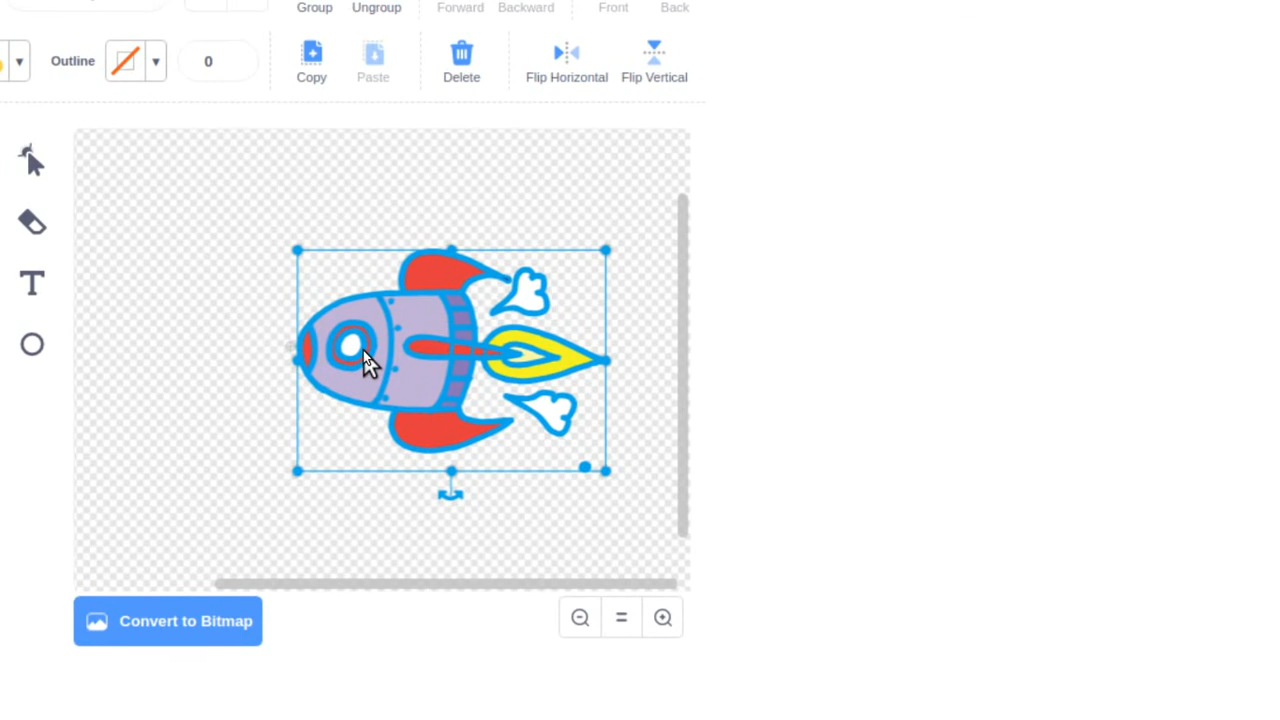 Group Ungroup Forward Backward Front Back
Outline 0 Copy Paste Delete Flip Horizontal Flip Vertical
T
Convert to Bitmap =